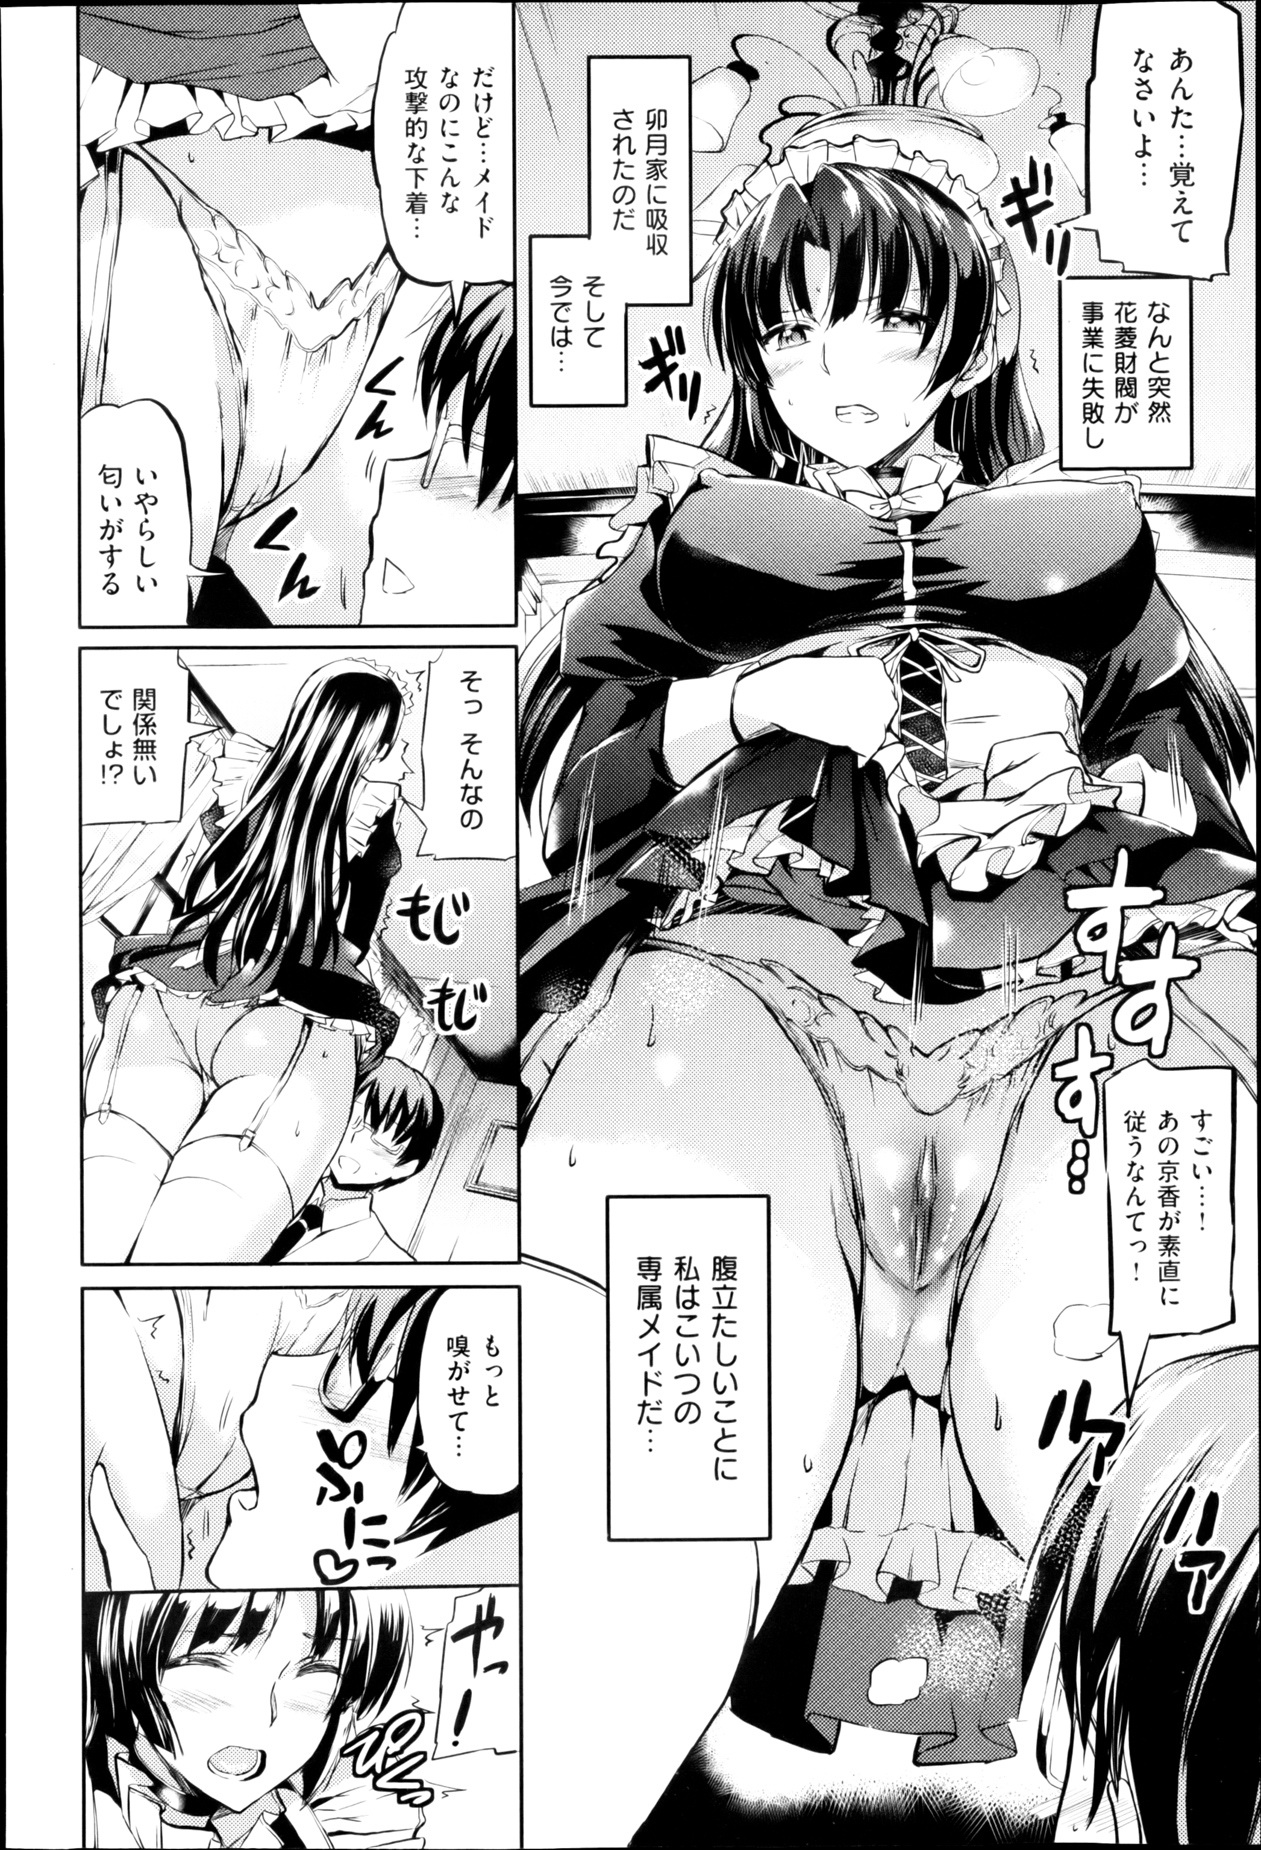 あんた…覚えて
なさいよ…
ギリ
なんと突然
花菱財閥が
事業に失敗し
卯月家に吸収
されたのだ
そして
今では…
ギリ
すすす…
すごい…！
あの京香が素直に
従うなんてっ！
ハァ
ハァ
腹立たしいことに
私はこいつの
専属メイドだ…
だけど…メイド
なのにこんな
攻撃的な下着…
くん
くん
いやらしい
匂いがする
そっ そんなの
関係無い
でしょ!?
もじ
もじ
もっと
嗅がせて…
ぷにっ♡
やっ！